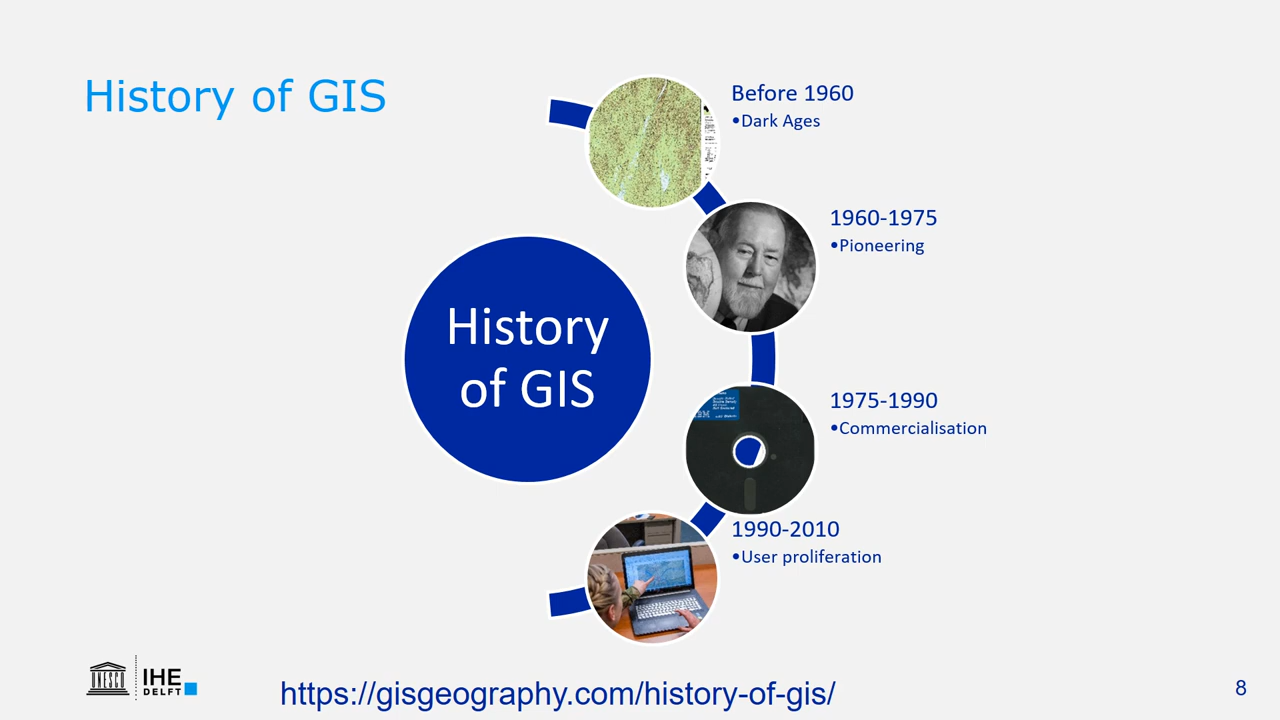 History of GIS
Before 1960
•Dark Ages
1960-1975
•Pioneering
History
of GIS
1975-1990
•Commercialisation
1990-2010
•User proliferation
UNESCO
IHE
DELFT
https://gisgeography.com/history-of-gis/
8